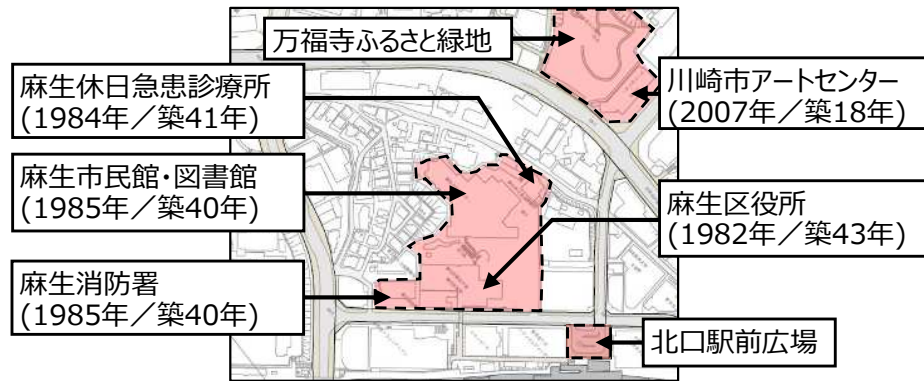 万福寺ふるさと緑地
麻生休日急患診療所
(1984年／築41年)
川崎市アートセンター
(2007年／築18年)
麻生市民館・図書館
(1985年／築40年)
麻生区役所
(1982年／築43年)
麻生消防署
(1985年／築40年)
北口駅前広場